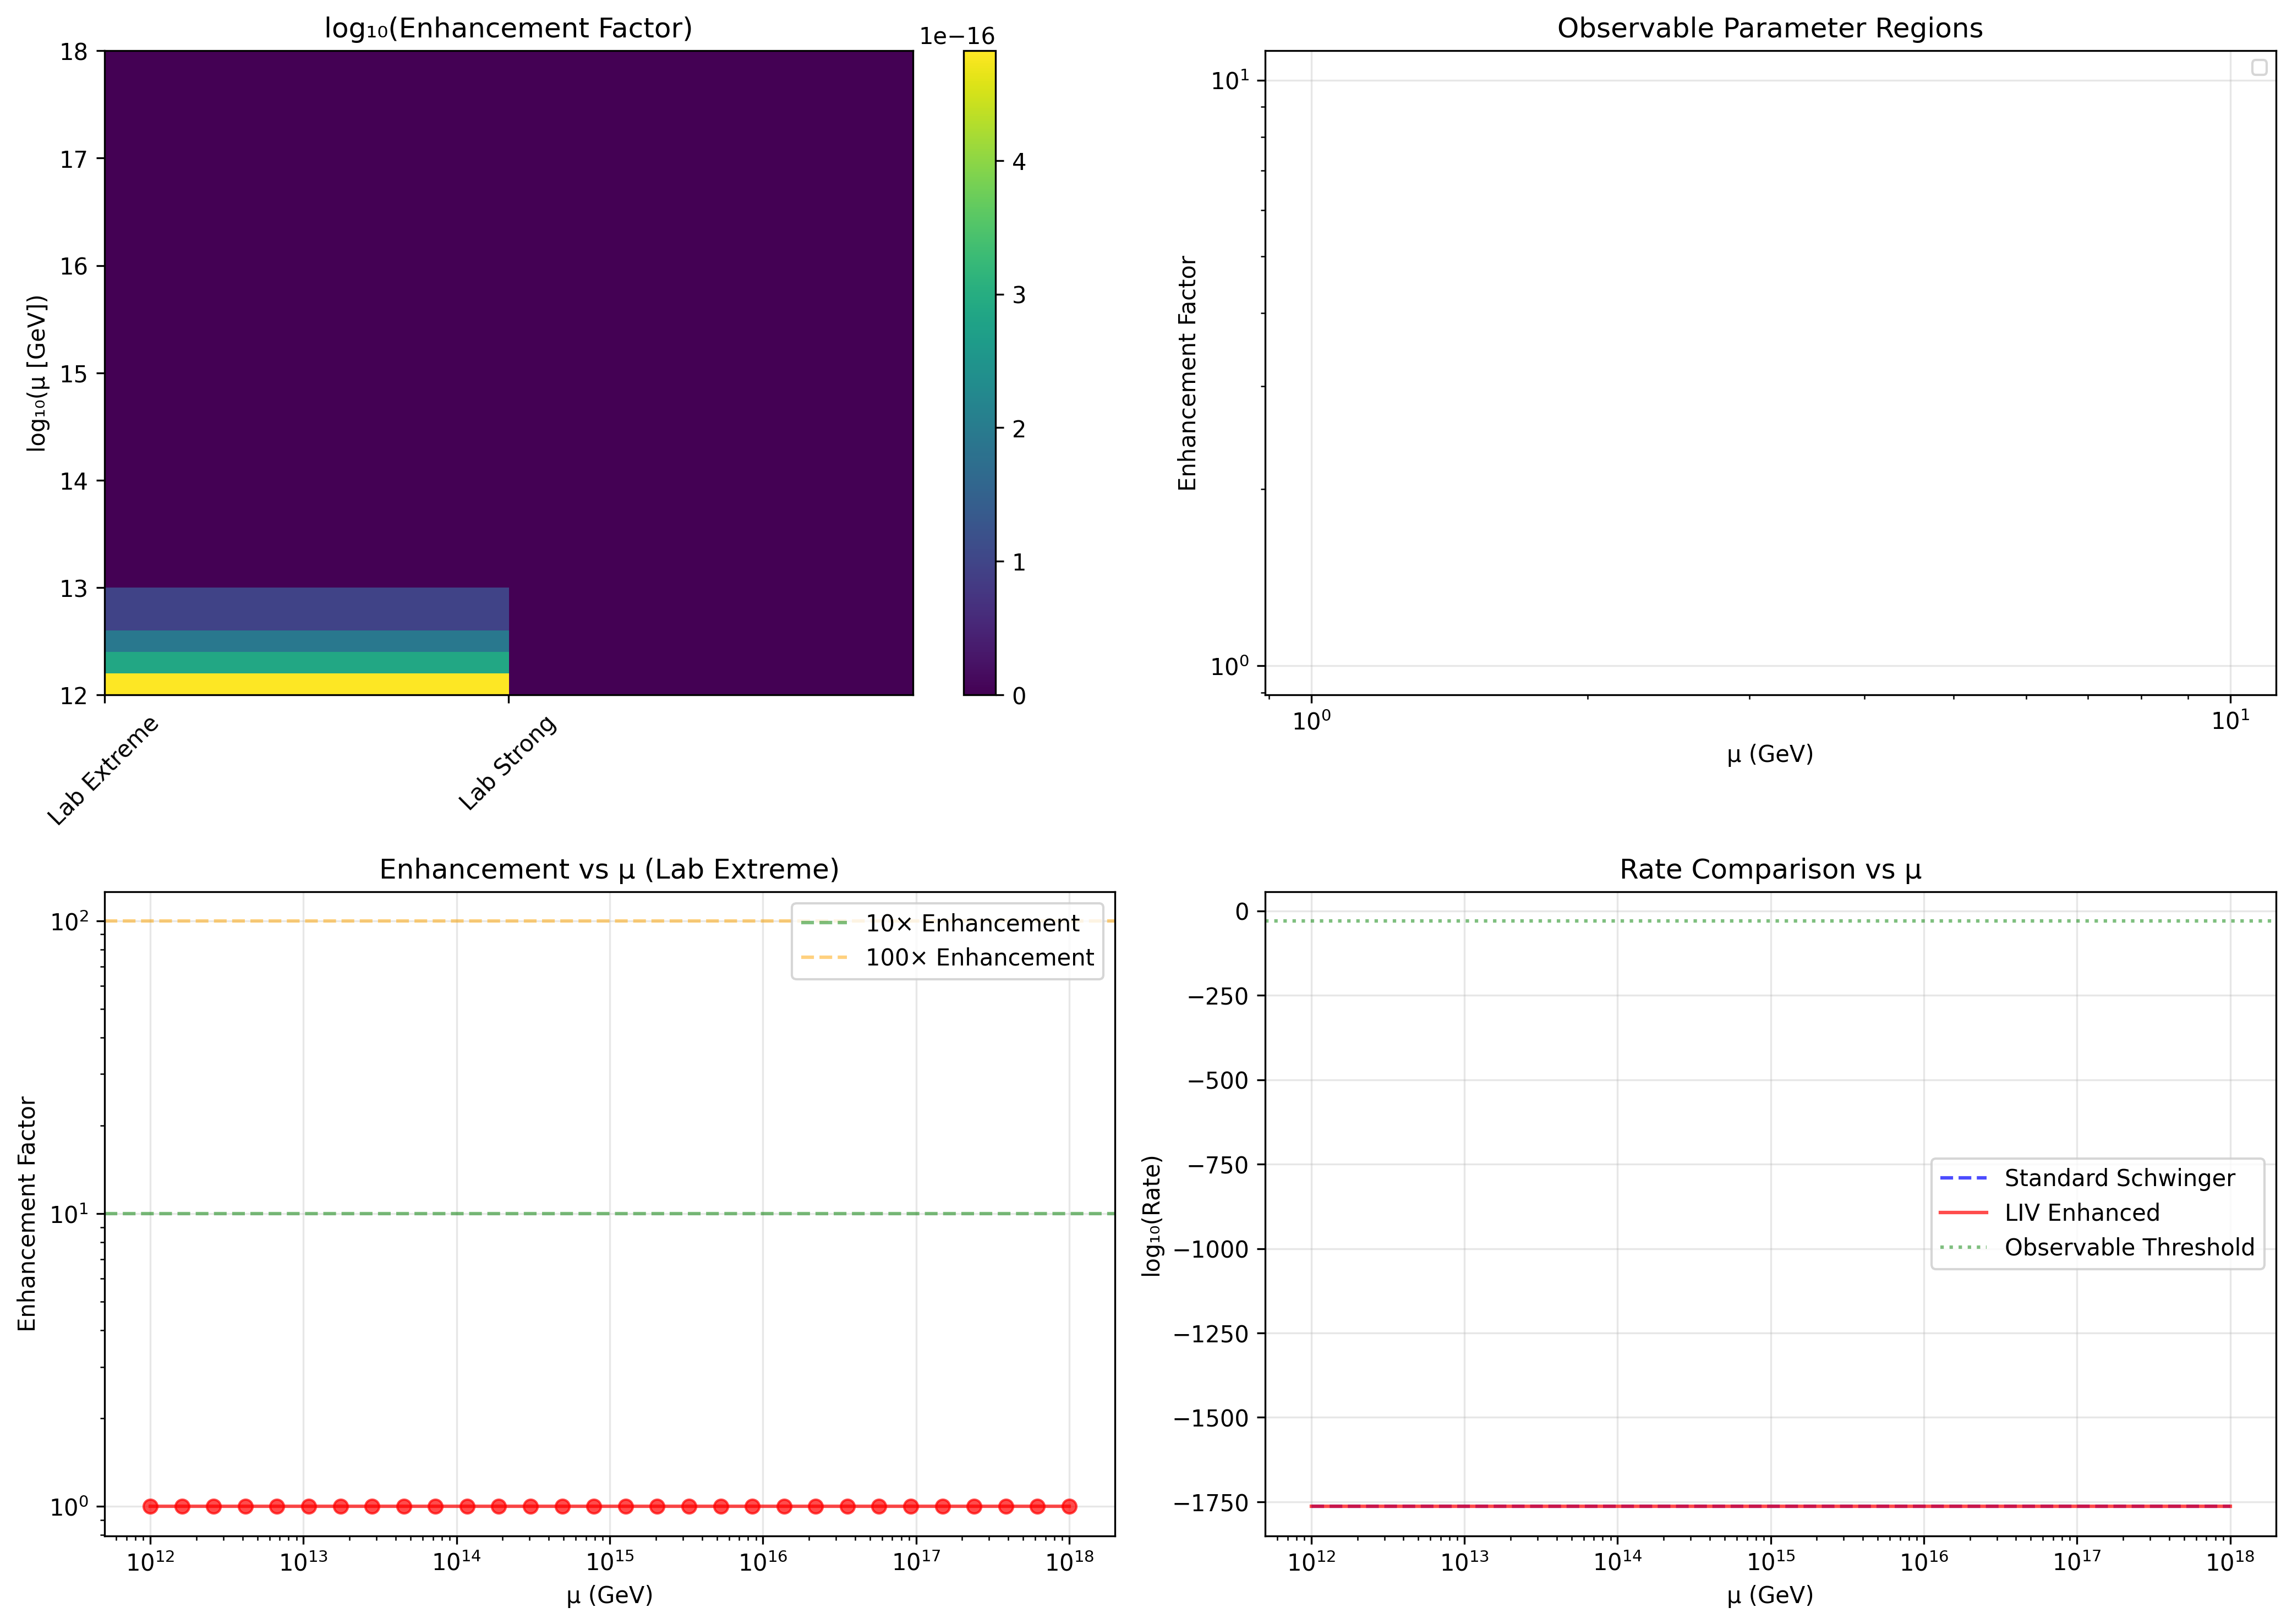 log₁₀(Enhancement Factor)
1e−16
18
17
16
15
14
13
12
log₁₀(μ [GeV])
Lab Extreme
Lab Strong
4
3
2
1
0
Observable Parameter Regions
10¹
10⁰
Enhancement Factor
10⁰
10¹
μ (GeV)
Enhancement vs μ (Lab Extreme)
10× Enhancement
100× Enhancement
10²
10¹
10⁰
Enhancement Factor
10¹²
10¹³
10¹⁴
10¹⁵
10¹⁶
10¹⁷
10¹⁸
μ (GeV)
Rate Comparison vs μ
0
−250
−500
−750
−1000
−1250
−1500
−1750
log₁₀(Rate)
Standard Schwinger
LIV Enhanced
Observable Threshold
10¹²
10¹³
10¹⁴
10¹⁵
10¹⁶
10¹⁷
10¹⁸
μ (GeV)